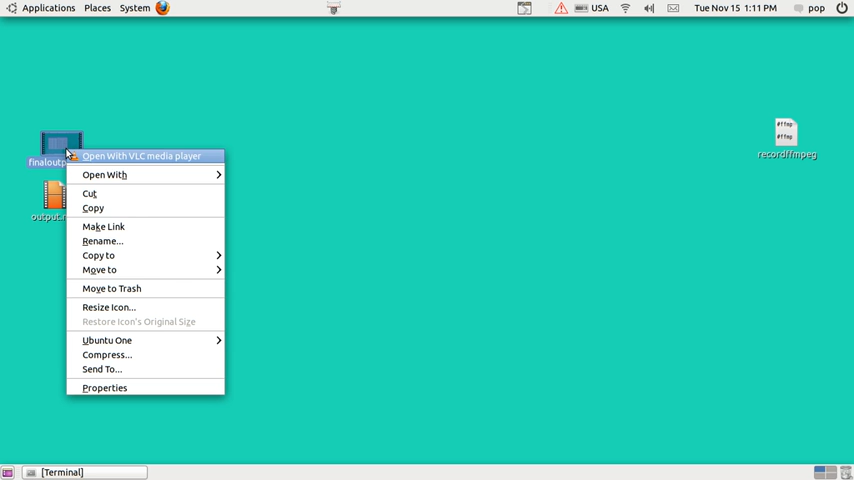 Applications Places System USA Tue Nov 15 1:11 PM pop
#ffmp
#ffmp
recordffmpeg
finaloutp
output.
Open With VLC media player
Open With
Cut
Copy
Make Link
Rename...
Copy to
Move to
Move to Trash
Resize Icon...
Restore Icon's Original Size
Ubuntu One
Compress...
Send To...
Properties
[Terminal]